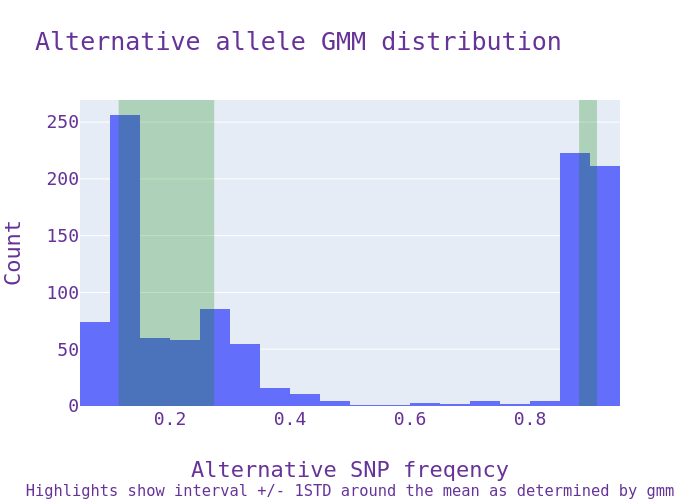 Alternative allele GMM distribution
250
200
150
100
50
0
Count
0.2 0.4 0.6 0.8
Alternative SNP freqency
Highlights show interval +/- 1STD around the mean as determined by gmm